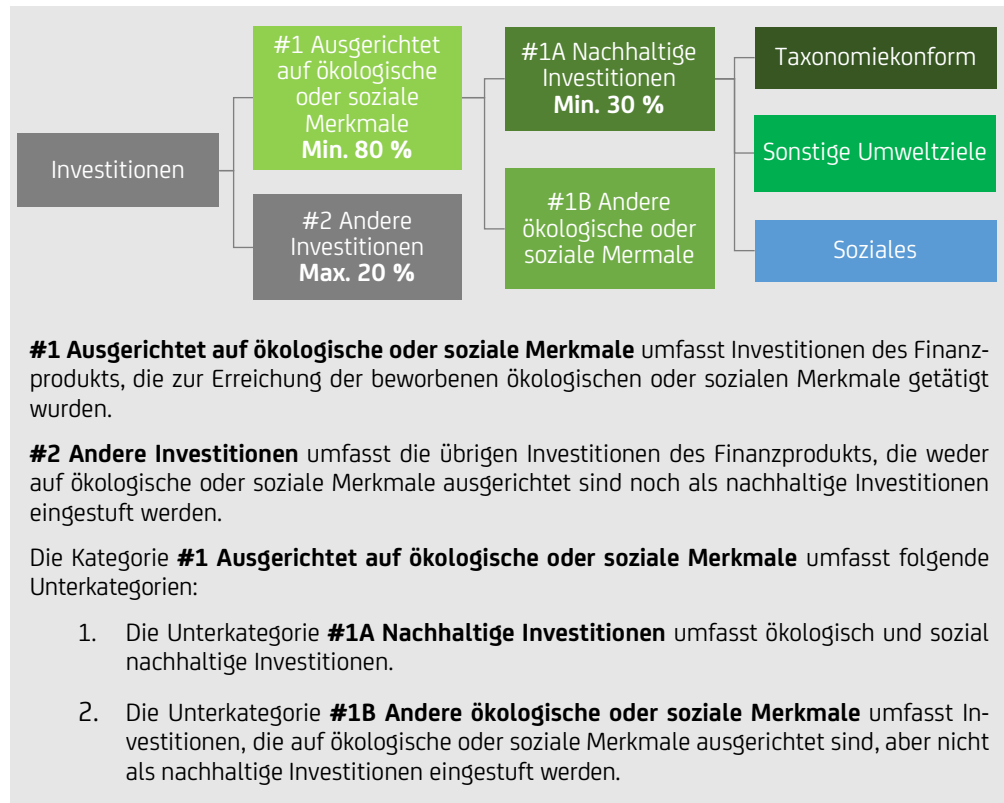 Investitionen
#1 Ausgerichtet
auf ökologische
oder soziale
Merkmale
Min. 80 %
#2 Andere
Investitionen
Max. 20 %
#1A Nachhaltige
Investitionen
Min. 30 %
#1B Andere
ökologische oder
soziale Mermale
Taxonomiekonform
Sonstige Umweltziele
Soziales
#1 Ausgerichtet auf ökologische oder soziale Merkmale umfasst Investitionen des Finanz-
produkts, die zur Erreichung der beworbenen ökologischen oder sozialen Merkmale getätigt
wurden.
#2 Andere Investitionen umfasst die übrigen Investitionen des Finanzprodukts, die weder
auf ökologische oder soziale Merkmale ausgerichtet sind noch als nachhaltige Investitionen
eingestuft werden.
Die Kategorie #1 Ausgerichtet auf ökologische oder soziale Merkmale umfasst folgende
Unterkategorien:
1. Die Unterkategorie #1A Nachhaltige Investitionen umfasst ökologisch und sozial
nachhaltige Investitionen.
2. Die Unterkategorie #1B Andere ökologische oder soziale Merkmale umfasst In-
vestitionen, die auf ökologische oder soziale Merkmale ausgerichtet sind, aber nicht
als nachhaltige Investitionen eingestuft werden.